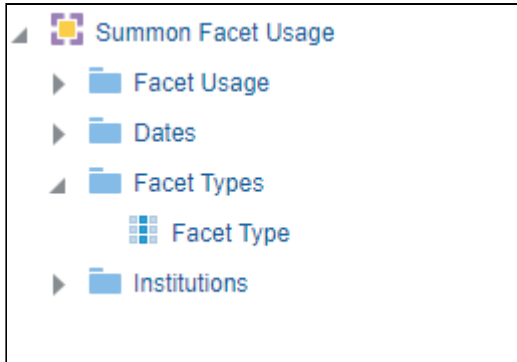 Summon Facet Usage
Facet Usage
Dates
Facet Types
Facet Type
Institutions